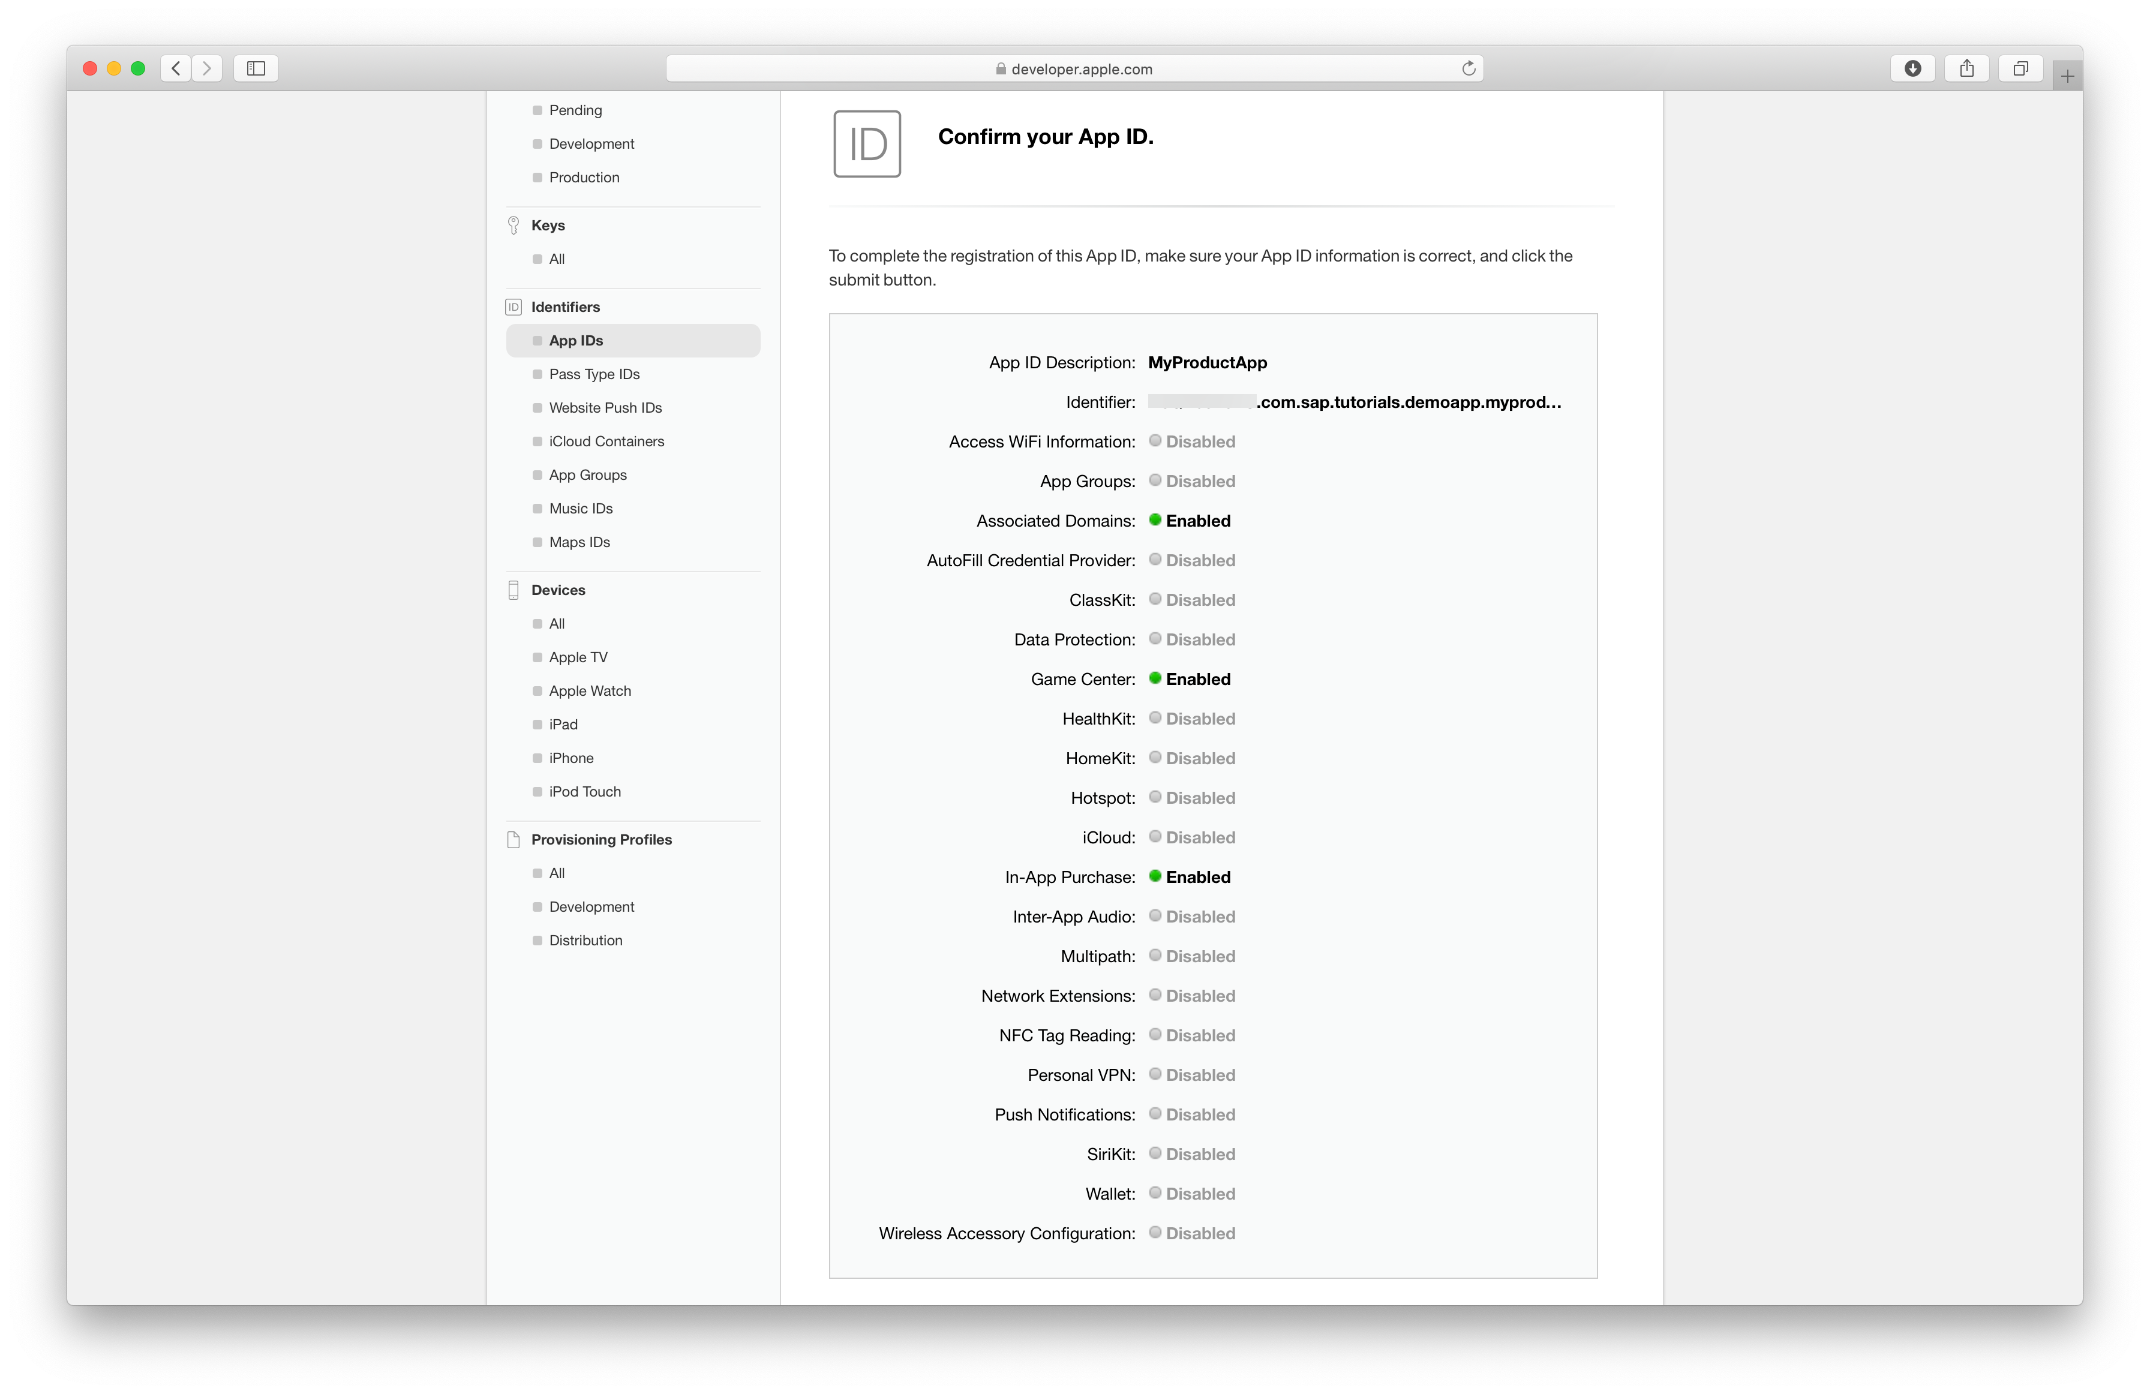 developer.apple.com
Pending
Development
Production
Keys
All
ID Identifiers
App IDs
Pass Type IDs
Website Push IDs
iCloud Containers
App Groups
Music IDs
Maps IDs
Devices
All
Apple TV
Apple Watch
iPad
iPhone
iPod Touch
Provisioning Profiles
All
Development
Distribution
ID Confirm your App ID.
To complete the registration of this App ID, make sure your App ID information is correct, and click the
submit button.
App ID Description: MyProductApp
Identifier: .com.sap.tutorials.demoapp.myprod...
Access WiFi Information: Disabled
App Groups: Disabled
Associated Domains: Enabled
AutoFill Credential Provider: Disabled
ClassKit: Disabled
Data Protection: Disabled
Game Center: Enabled
HealthKit: Disabled
HomeKit: Disabled
Hotspot: Disabled
iCloud: Disabled
In-App Purchase: Enabled
Inter-App Audio: Disabled
Multipath: Disabled
Network Extensions: Disabled
NFC Tag Reading: Disabled
Personal VPN: Disabled
Push Notifications: Disabled
SiriKit: Disabled
Wallet: Disabled
Wireless Accessory Configuration: Disabled